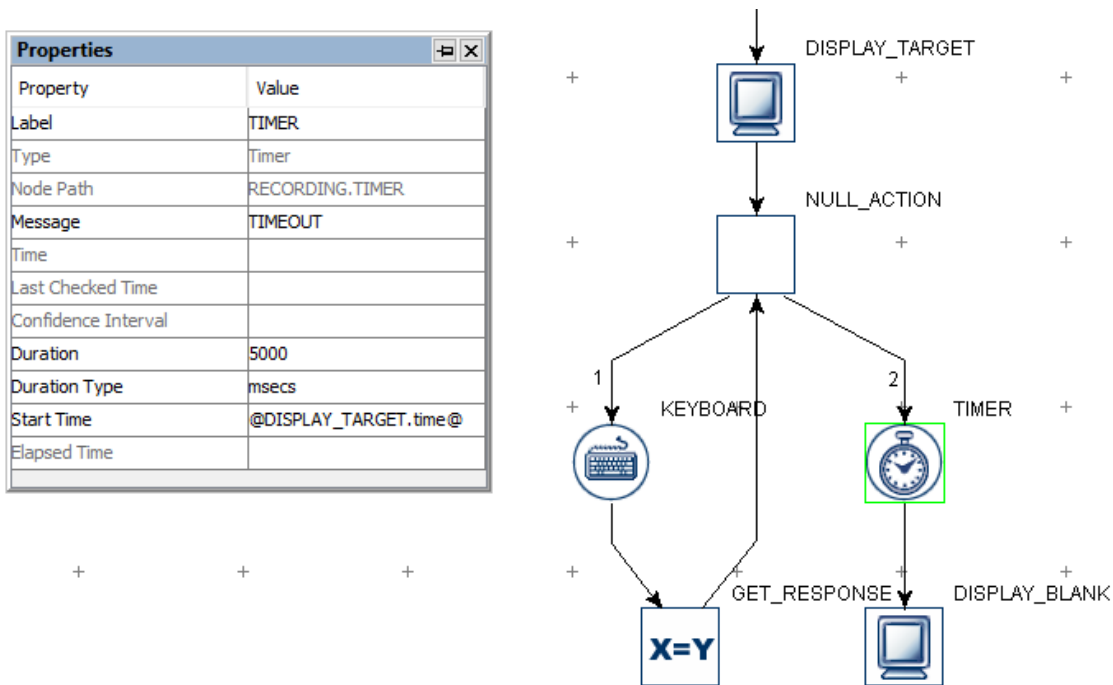 Properties
Property Value
Label TIMER
Type Timer
Node Path RECORDING.TIMER
Message TIMEOUT
Time
Last Checked Time
Confidence Interval
Duration 5000
Duration Type msecs
Start Time @DISPLAY_TARGET.time@
Elapsed Time
DISPLAY_TARGET
NULL_ACTION
1 2
KEYBOARD TIMER
GET_RESPONSE DISPLAY_BLANK
X=Y